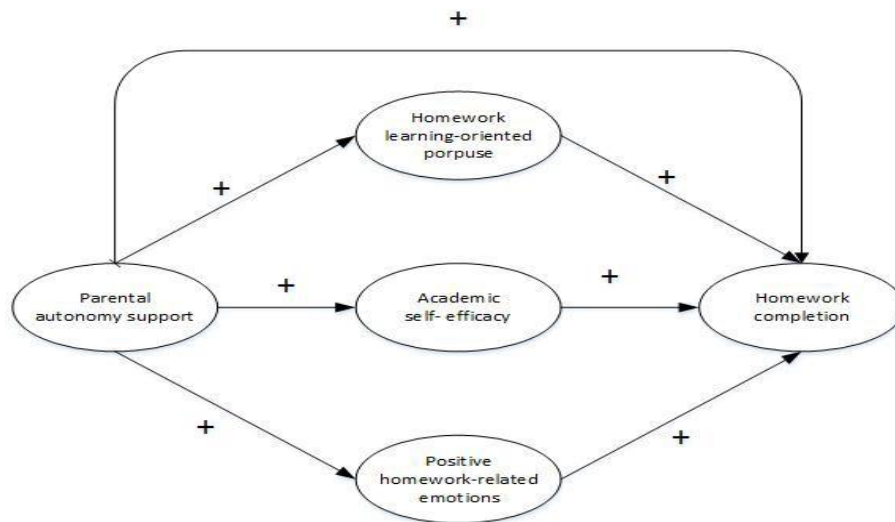 +
Homework
learning-oriented
porpuse
+
+
Parental
autonomy support
+
Academic
self- efficacy
+
Homework
completion
+
+
Positive
homework-related
emotions